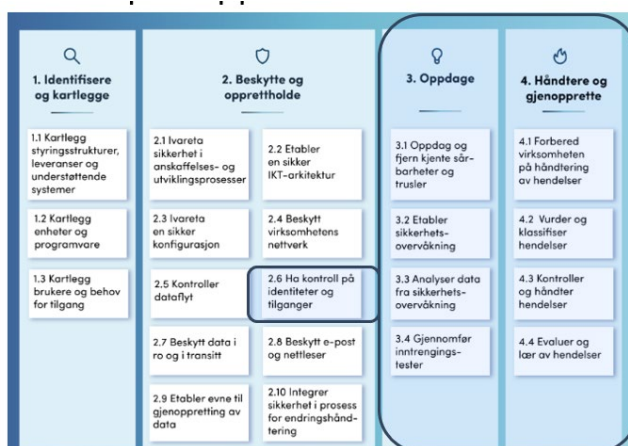 1. Identifisere
og kartlegge
1.1 Kartlegg
styringsstrukturer,
leveranser og
understøttende
systemer
1.2 Kartlegg
enheter og
programvare
1.3 Kartlegg
brukere og behov
for tilgang
2. Beskytte og
opprettholde
2.1 Ivareta
sikkerhet i
anskaffelses- og
utviklingsprosesser
2.2 Etabler
en sikker
IKT-arkitektur
2.3 Ivareta
en sikker
konfigurasjon
2.4 Beskytt
virksomhetens
nettverk
2.5 Kontroller
dataflyt
2.6 Ha kontroll på
identiteter og
tilganger
2.7 Beskytt data i
ro og i transitt
2.8 Beskytt e-post
og nettleser
2.9 Etabler evne til
gjenoppretting av
data
2.10 Integrer
sikkerhet i prosess
for endringshånd-
tering
3. Oppdage
3.1 Oppdag og
fjern kjente sår-
barheter og
trusler
3.2 Etabler
sikkerhets-
overvåkning
3.3 Analyser data
fra sikkerhets-
overvåkning
3.4 Gjennomfør
inntrengings-
tester
4. Håndtere og
gjenopprette
4.1 Forbered
virksomheten
på håndtering
av hendelser
4.2 Vurder og
klassifiser
hendelser
4.3 Kontroller
og håndter
hendelser
4.4 Evaluer og
lær av hendelser